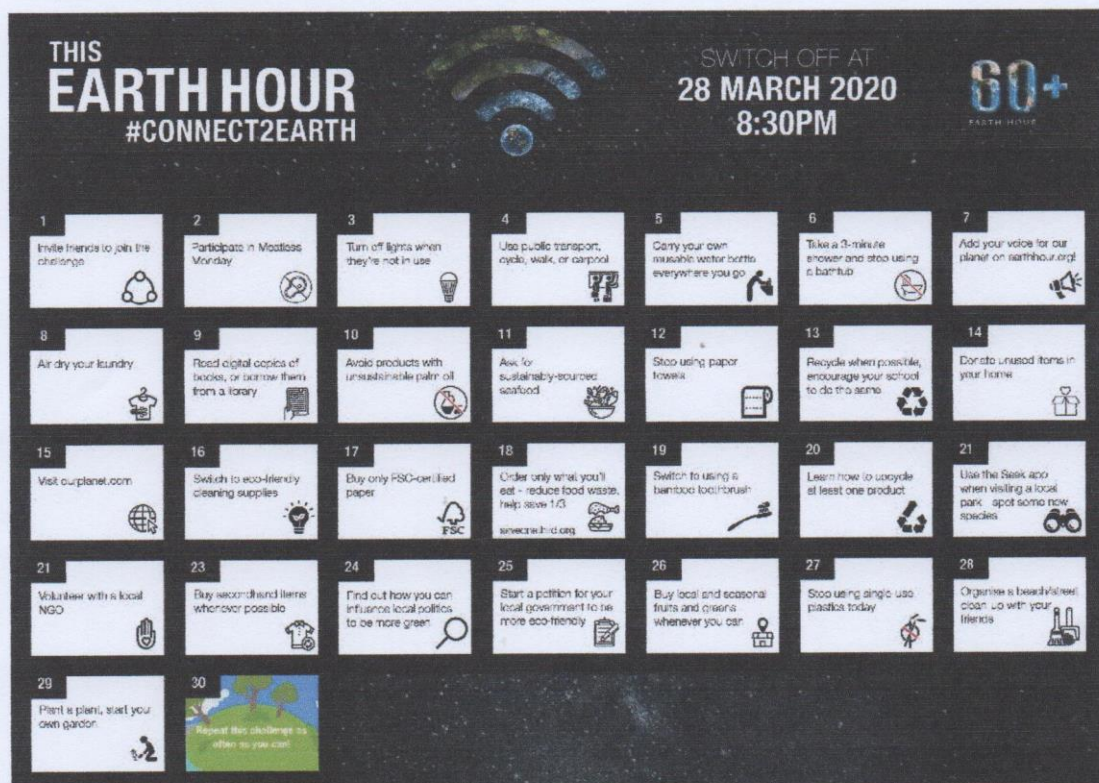 THIS
EARTH HOUR
#CONNECT2EARTH
SWITCH OFF AT
28 MARCH 2020
8:30PM
60+
EARTH HOUR
1
Invite friends to join the
challenge
2
Participate in Meatless
Monday
3
Turn off lights when
they're not in use
4
Use public transport,
cycle, walk, or carpool
5
Carry your own
reusable water bottle
everywhere you go
6
Take a 3-minute
shower and stop using
a bathtub
7
Add your voice for our
planet on earthhour.org!
8
Air dry your laundry
9
Read digital copies of
books, or borrow them
from a library
10
Avoid products with
unsustainable palm oil
11
Ask for
sustainably-sourced
seafood
12
Stop using paper
towels
13
Recycle when possible,
encourage your school
to do the same
14
Donate unused items in
your home
15
Visit ourplanet.com
16
Switch to eco-friendly
cleaning supplies
17
Buy only FSC-certified
paper
FSC
18
Order only what you'll
eat - reduce food waste,
help save 1/3
saveonethird.org
19
Switch to using a
bamboo toothbrush
20
Learn how to upcycle
at least one product
21
Use the Seek app
when visiting a local
park - spot some new
species
21
Volunteer with a local
NGO
23
Buy secondhand items
whenever possible
24
Find out how you can
influence local politics
to be more green
25
Start a petition for your
local government to be
more eco-friendly
26
Buy local and seasonal
fruits and greens
whenever you can
27
Stop using single use
plastics today
28
Organise a beach/street
clean up with your
friends
29
Plant a plant, start you
own garden
30
Repeat this challenge as
often as you can!